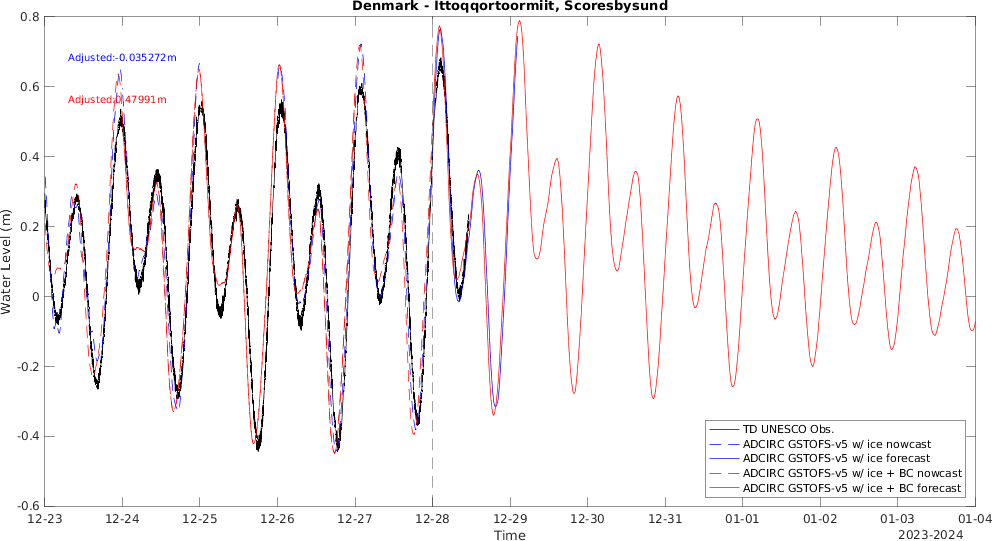 Denmark - Ittoqqortoormiit, Scoresbysund
Adjusted:-0.035272m
Adjusted:0.47991m
Water Level (m)
0.8
0.6
0.4
0.2
0
-0.2
-0.4
-0.6
TD UNESCO Obs.
ADCIRC GSTOFS-v5 w/ ice nowcast
ADCIRC GSTOFS-v5 w/ ice forecast
ADCIRC GSTOFS-v5 w/ ice + BC nowcast
ADCIRC GSTOFS-v5 w/ ice + BC forecast
12-23 12-24 12-25 12-26 12-27 12-28 12-29 12-30 12-31 01-01 01-02 01-03 01-04
Time
2023-2024